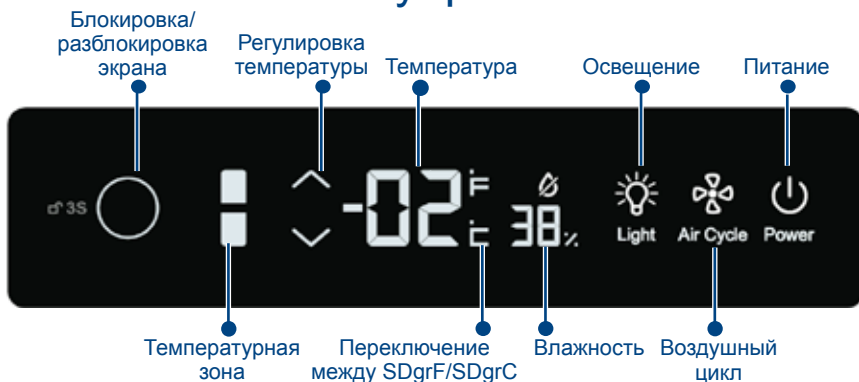 Блокировка/
разблокировка
экрана
Регулировка
температуры
Температура
Освещение
Питание
3S
-02
°F
°C
38%
Light
Air Cycle
Power
Температурная
зона
Переключение
между SDgrF/SDgrC
Влажность
Воздушный
цикл